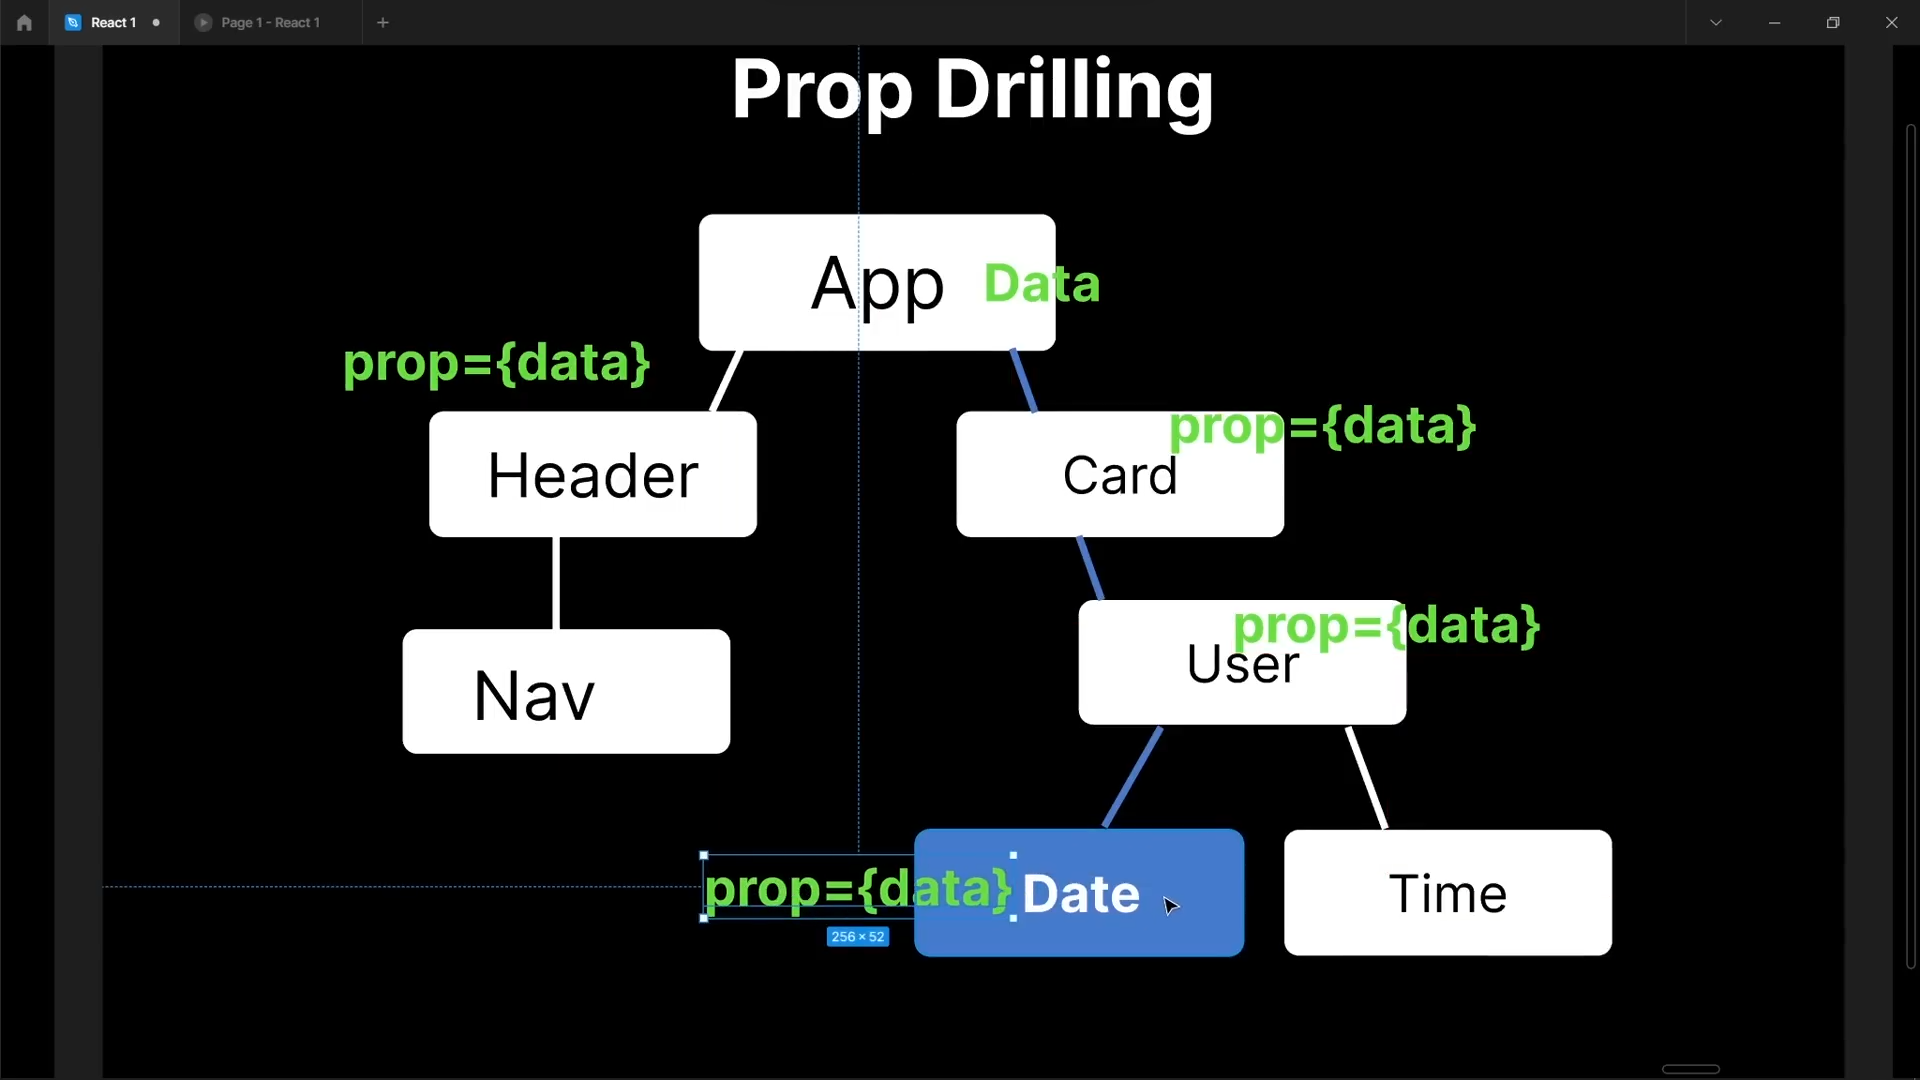 React 1
Page 1 - React 1
Prop Drilling
App
Data
prop={data}
prop={data}
Header
Card
prop={data}
User
Nav
prop={data}
Date
Time
256 × 52